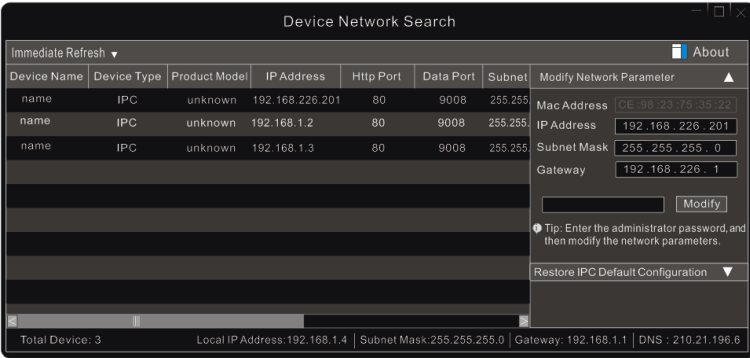 Device Network Search
Immediate Refresh ▼
About
Device Name Device Type Product Model IP Address Http Port Data Port Subnet
name IPC unknown 192.168.226.201 80 9008 255.255.
name IPC unknown 192.168.1.2 80 9008 255.255.
name IPC unknown 192.168.1.3 80 9008 255.255.
Modify Network Parameter ▲
Mac Address CE:98:23:75:35:22
IP Address 192.168.226.201
Subnet Mask 255.255.255.0
Gateway 192.168.226.1
Modify
Tip: Enter the administrator password,and
then modify the network parameters.
Restore IPC Default Configuration ▼
Total Device: 3 Local IP Address:192.168.1.4 Subnet Mask:255.255.255.0 Gateway: 192.168.1.1 DNS : 210.21.196.6